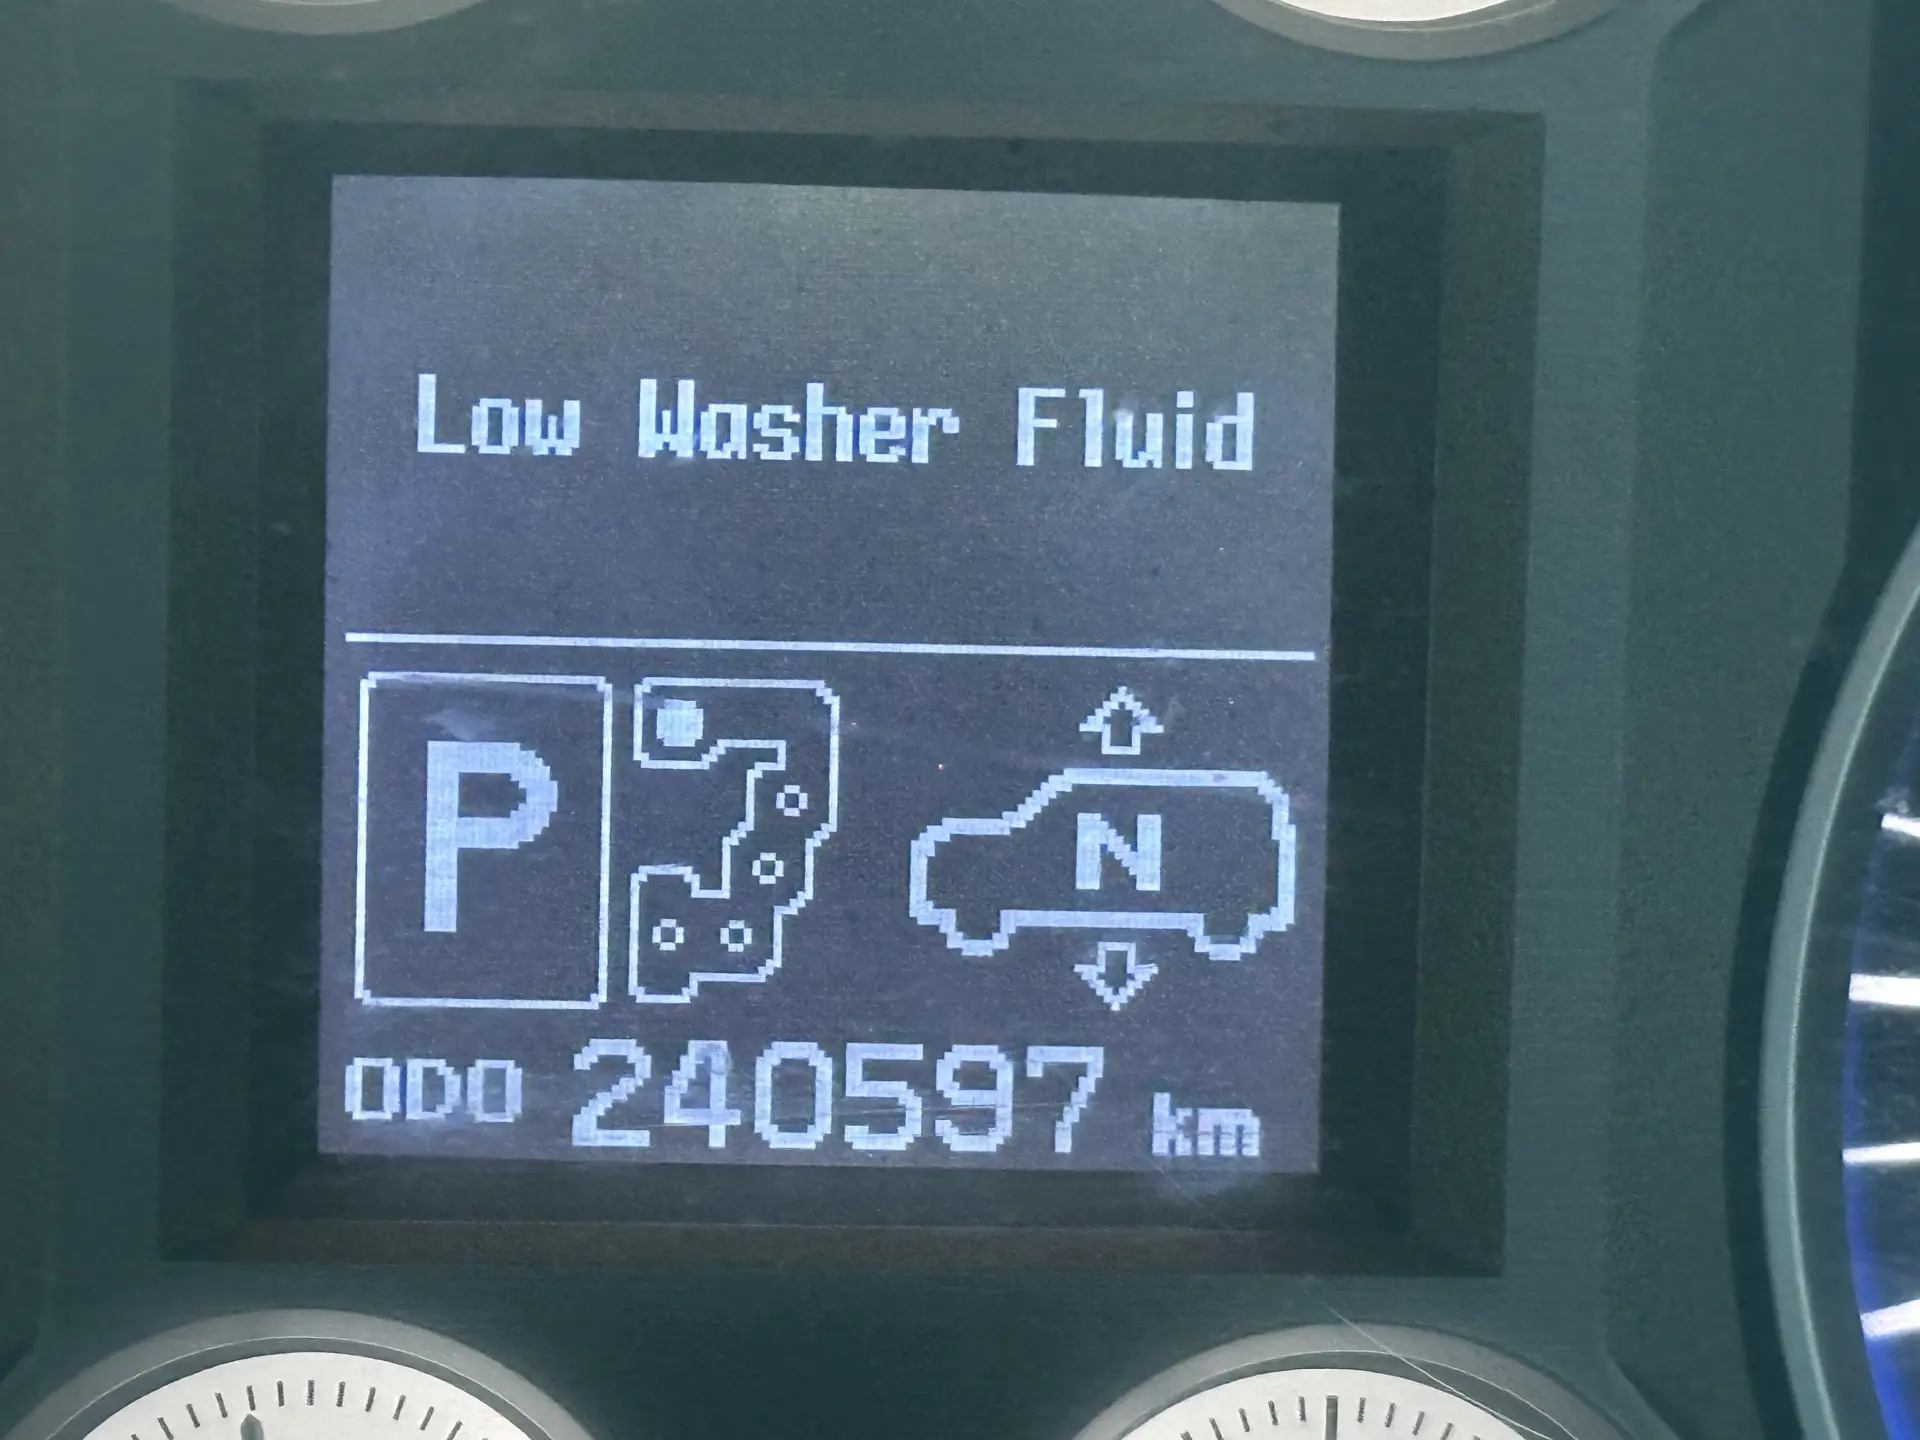 Low Washer Fluid
P
N
ODO 240597 km